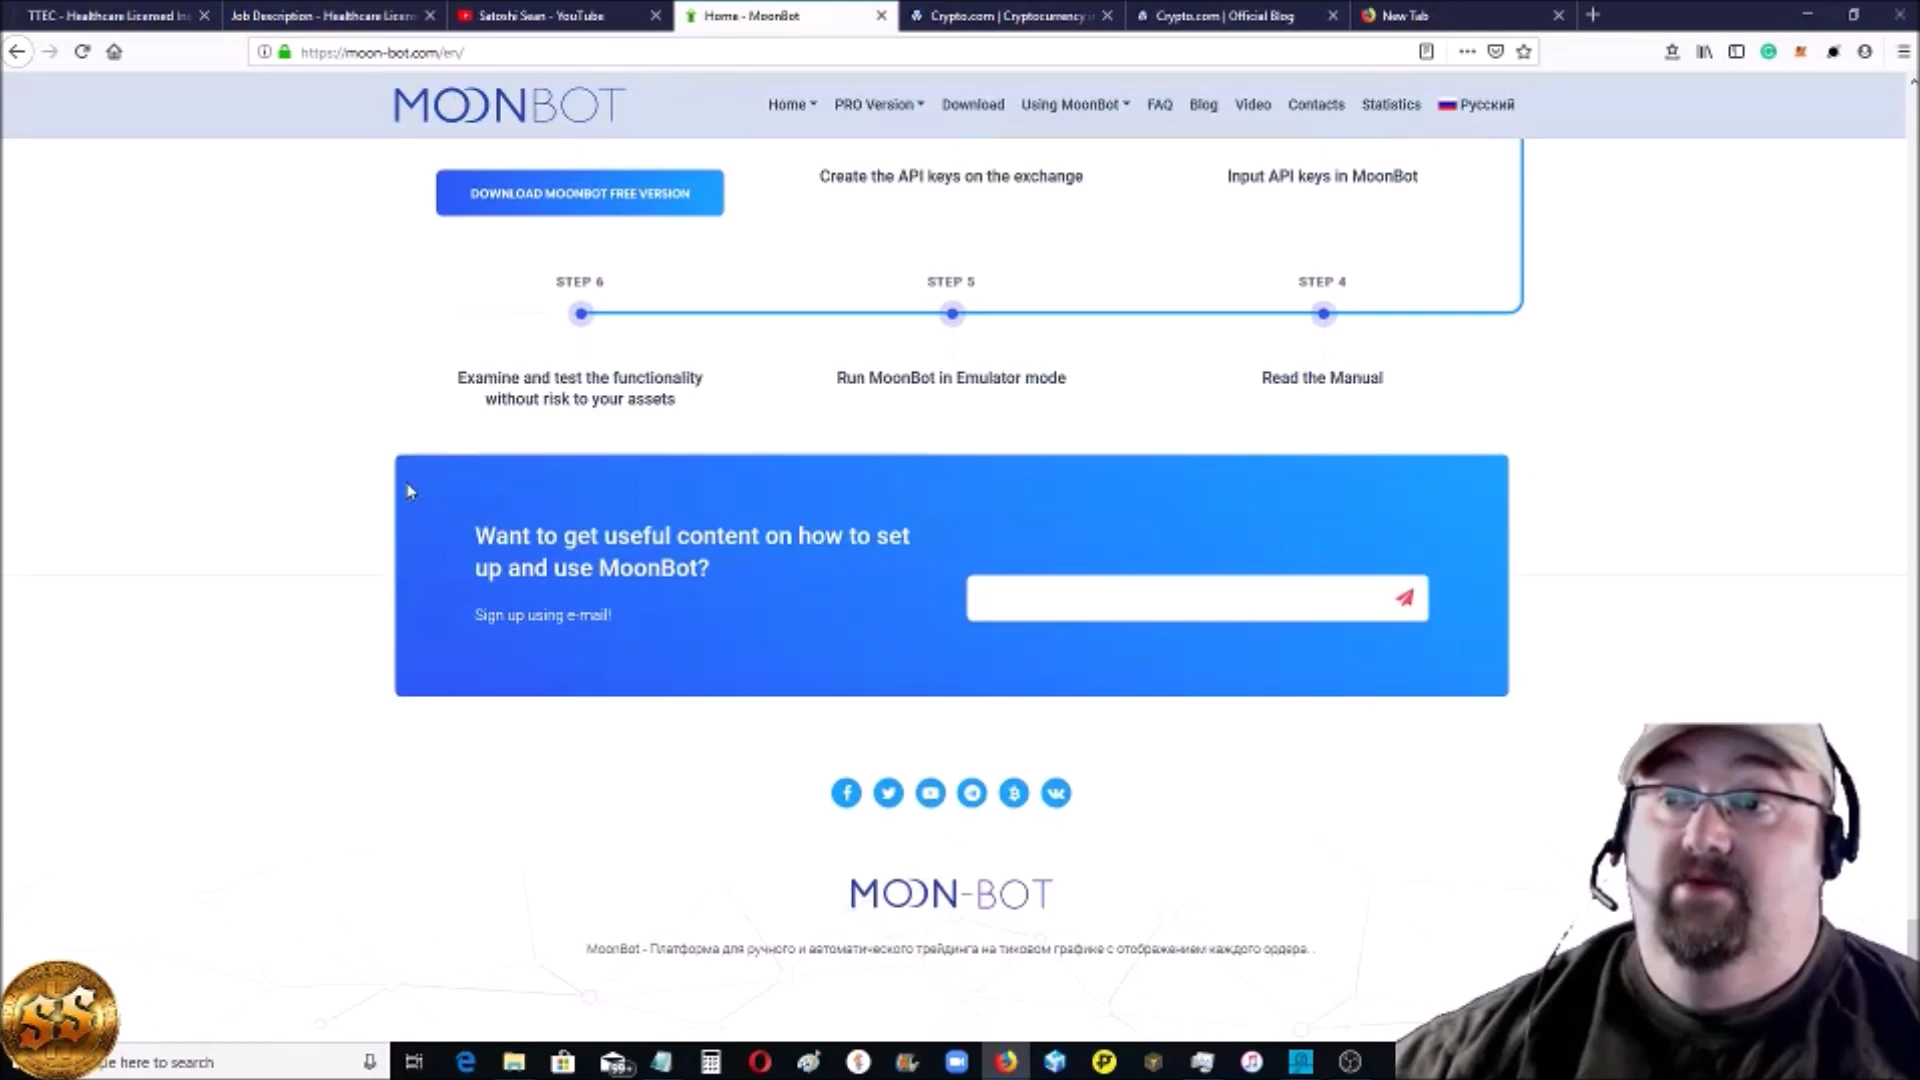 TTEC - Healthcare Licensed In
Job Description - Healthcare Licen
Satoshi Sean - YouTube
Home - MoonBot
Crypto.com | Cryptocurrency
Crypto.com | Official Blog
New Tab
https://moon-bot.com/en/
MOONBOT
Home
PRO Version
Download
Using MoonBot
FAQ
Blog
Video
Contacts
Statistics
Русский
DOWNLOAD MOONBOT FREE VERSION
Create the API keys on the exchange
Input API keys in MoonBot
STEP 6
STEP 5
STEP 4
Examine and test the functionality
without risk to your assets
Run MoonBot in Emulator mode
Read the Manual
Want to get useful content on how to set
up and use MoonBot?
Sign up using e-mail!
MOON-BOT
MoonBot - Платформа для ручного и автоматического трейдинга на тиковом графике с отображением каждого ордера. .
SS
pe here to search
99+